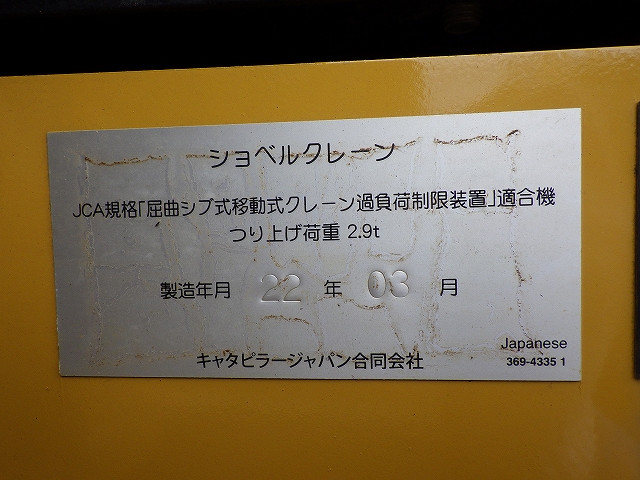 ショベルクレーン
JCA規格「屈曲シブ式移動式クレーン過負荷制限装置」適合機
つり上げ荷重 2.9t
製造年月 22 年 03 月
キャタピラージャパン合同会社
Japanese
369-4335 1